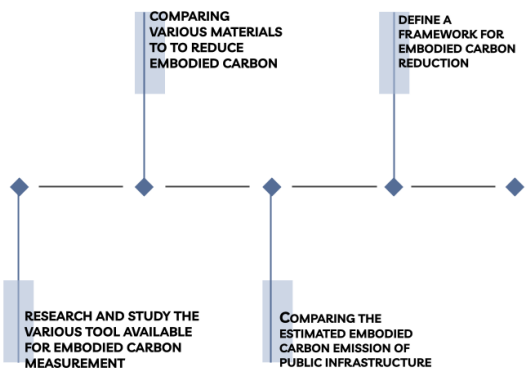 COMPARING
VARIOUS MATERIALS
TO TO REDUCE
EMBODIED CARBON
DEFINE A
FRAMEWORK FOR
EMBODIED CARBON
REDUCTION
RESEARCH AND STUDY THE
VARIOUS TOOL AVAILABLE
FOR EMBODIED CARBON
MEASUREMENT
COMPARING THE
ESTIMATED EMBODIED
CARBON EMISSION OF
PUBLIC INFRASTRUCTURE